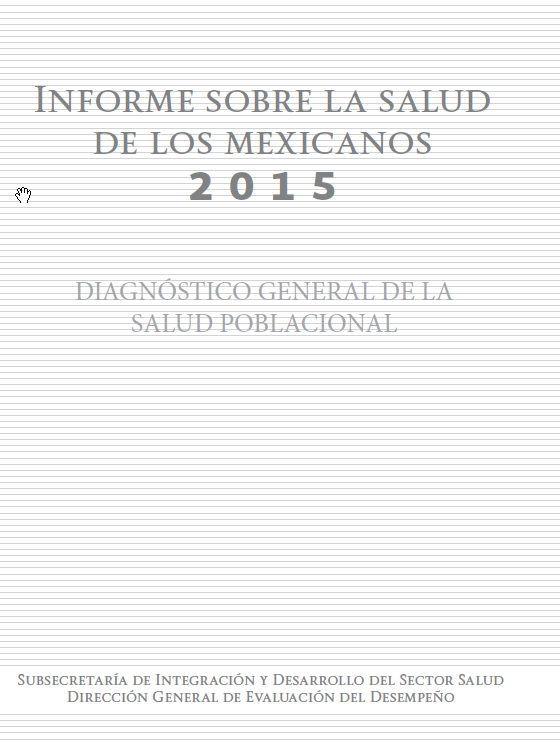 Informe sobre la salud
de los mexicanos
2015
DIAGNÓSTICO GENERAL DE LA
SALUD POBLACIONAL
Subsecretaría de Integración y Desarrollo del Sector Salud
Dirección General de Evaluación del Desempeño